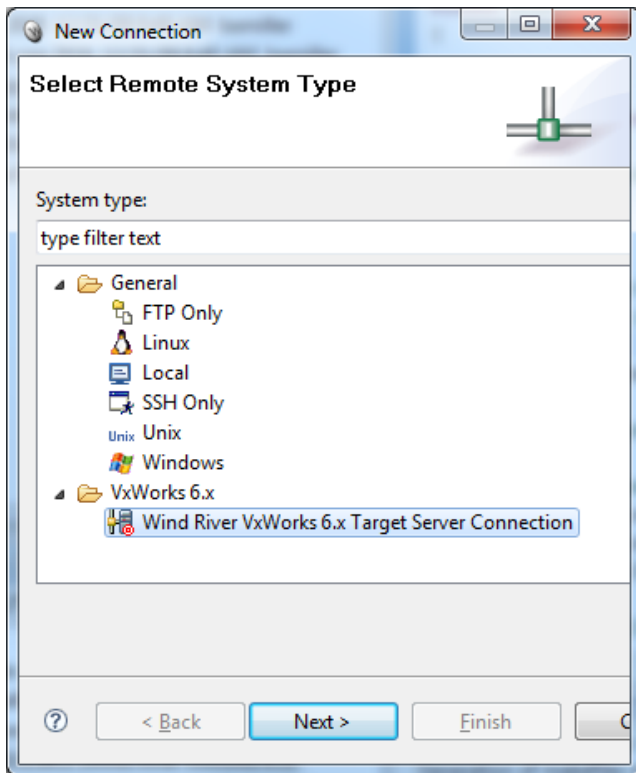 New Connection
Select Remote System Type
System type:
type filter text
General
FTP Only
Linux
Local
SSH Only
Unix Unix
Windows
VxWorks 6.x
Wind River VxWorks 6.x Target Server Connection
? < Back Next > Finish